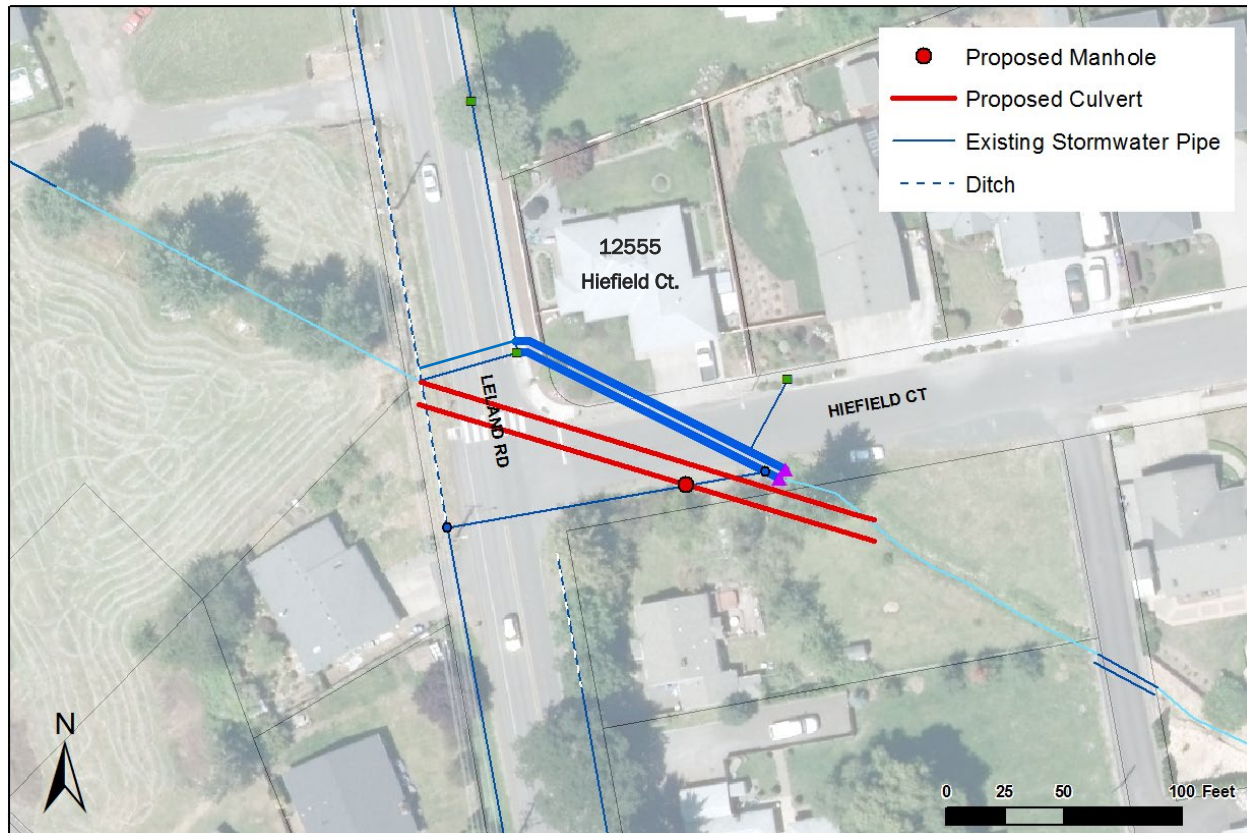 Proposed Manhole
Proposed Culvert
Existing Stormwater Pipe
Ditch
12555
Hiefield Ct.
LELAND RD
HIEFIELD CT
N
0 25 50 100 Feet